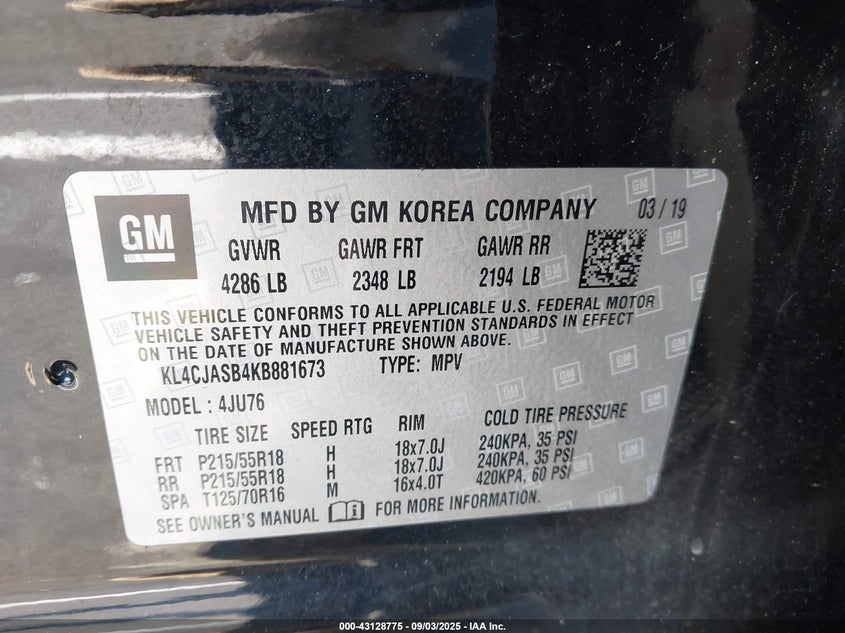 GM
MFD BY GM KOREA COMPANY 03 / 19
GVWR GAWR FRT GAWR RR
4286 LB 2348 LB 2194 LB
THIS VEHICLE CONFORMS TO ALL APPLICABLE U.S. FEDERAL MOTOR
VEHICLE SAFETY AND THEFT PREVENTION STANDARDS IN EFFECT
ON THE DATE OF MANUFACTURE SHOWN ABOVE.
KL4CJASB4KB881673 TYPE: MPV
MODEL : 4JU76
TIRE SIZE SPEED RTG RIM COLD TIRE PRESSURE
FRT P215/55R18 H 18x7.0J 240KPA, 35 PSI
RR P215/55R18 H 18x7.0J 240KPA, 35 PSI
SPA T125/70R16 M 16x4.0T 420KPA, 60 PSI
SEE OWNER'S MANUAL i FOR MORE INFORMATION.
000-43128775 - 09/03/2025 - IAA Inc.